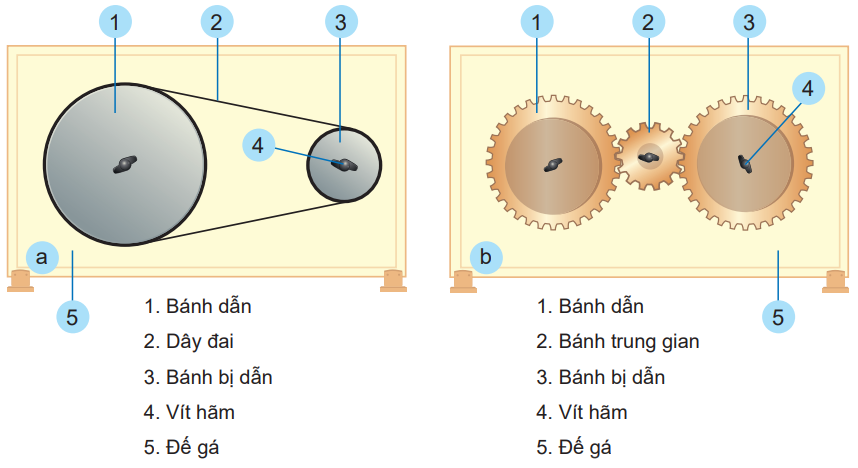 1 2 3
4
a
5
1. Bánh dẫn
2. Dây đai
3. Bánh bị dẫn
4. Vít hãm
5. Đế gá
1 2 3
4
b
5
1. Bánh dẫn
2. Bánh trung gian
3. Bánh bị dẫn
4. Vít hãm
5. Đế gá